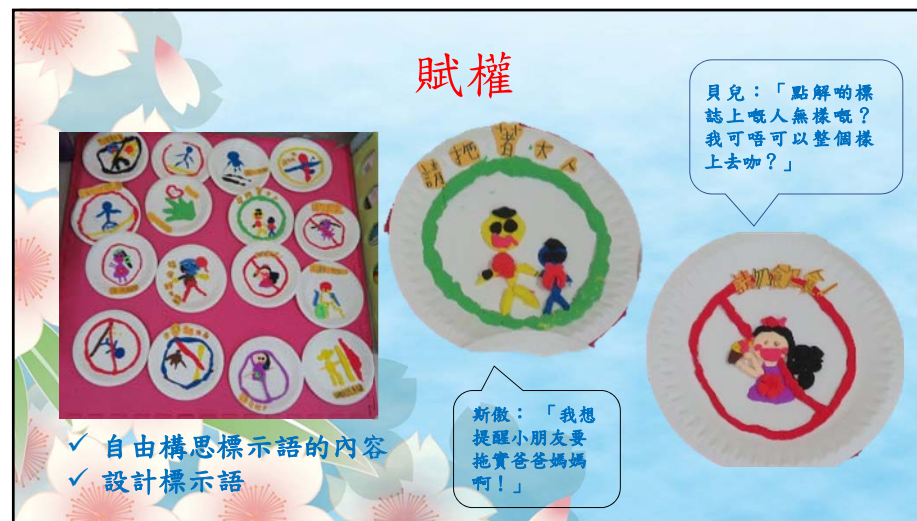 賦權
貝兒：「點解啲標
誌上嘅人無樣嘅？
我可唔可以整個樣
上去㗎？」
請把着大人
斯傲：「我想
提醒小朋友要
拖實爸爸媽媽
啊！」
✓ 自由構思標示語的內容
✓ 設計標示語